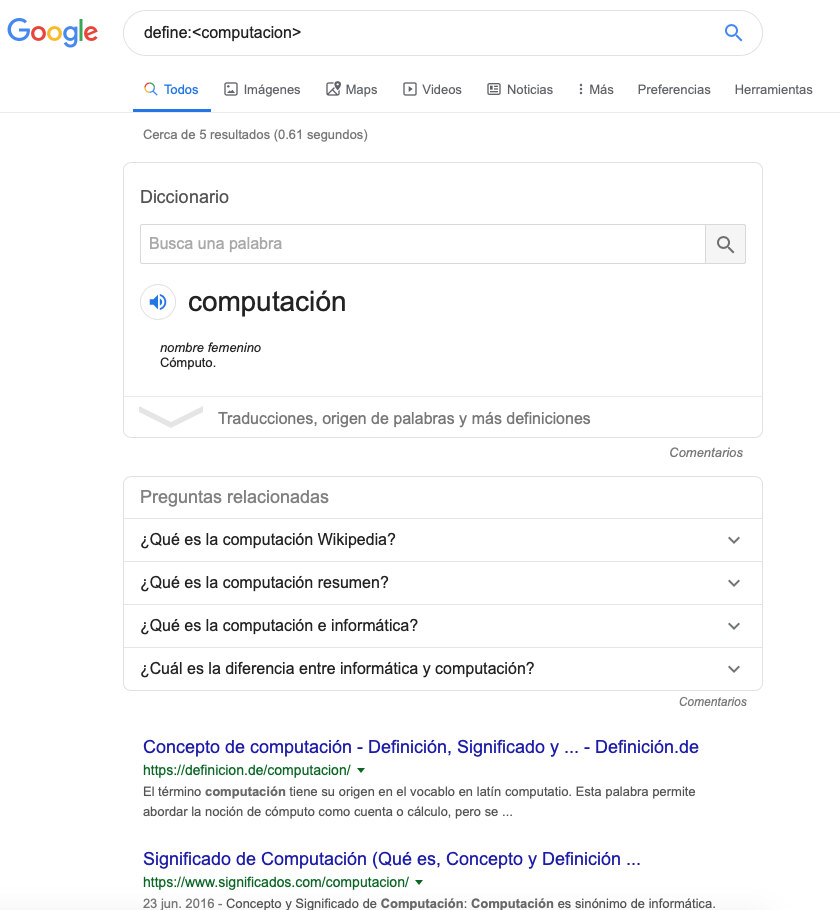 Google
define:<computacion>
Todos Imágenes Maps Videos Noticias Más Preferencias Herramientas
Cerca de 5 resultados (0.61 segundos)
Diccionario
Busca una palabra
computación
nombre femenino
Cómputo.
Traducciones, origen de palabras y más definiciones
Comentarios
Preguntas relacionadas
¿Qué es la computación Wikipedia?
¿Qué es la computación resumen?
¿Qué es la computación e informática?
¿Cuál es la diferencia entre informática y computación?
Comentarios
Concepto de computación - Definición, Significado y ... - Definición.de
https://definicion.de/computacion/
El término computación tiene su origen en el vocablo en latín computatio. Esta palabra permite
abordar la noción de cómputo como cuenta o cálculo, pero se ...
Significado de Computación (Qué es, Concepto y Definición ...
https://www.significados.com/computacion/
23 jun. 2016 - Concepto y Significado de Computación: Computación es sinónimo de informática.